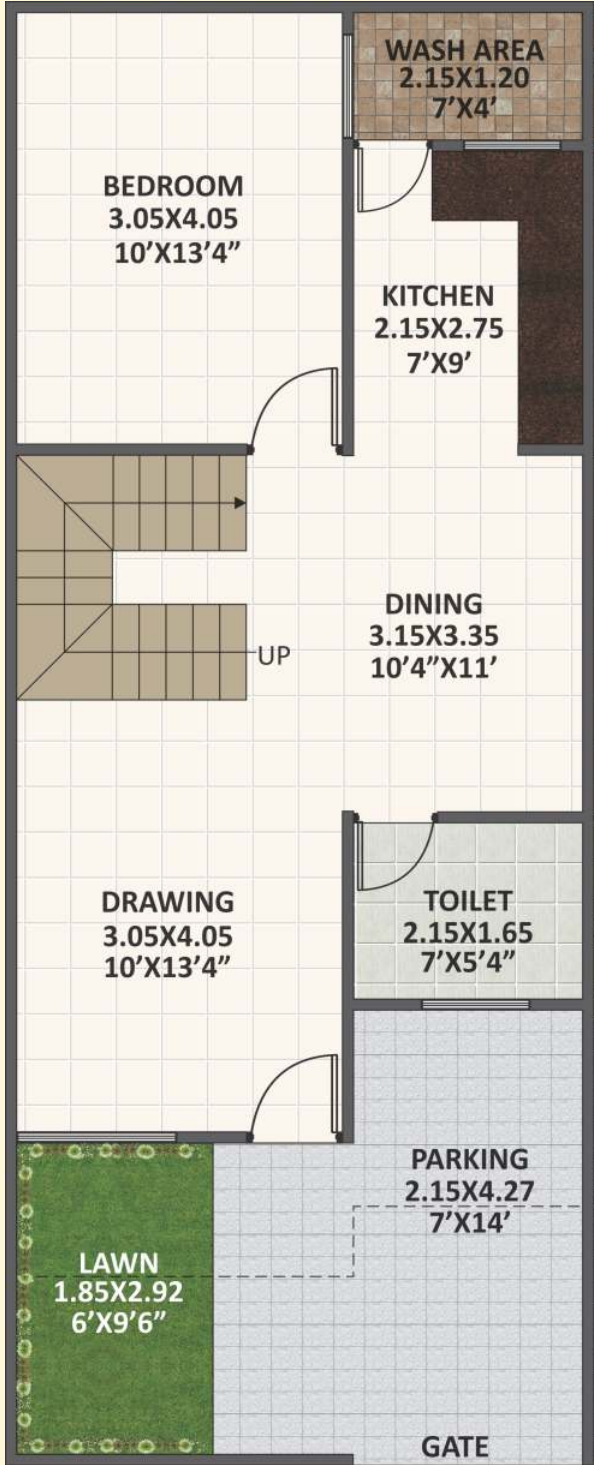 WASH AREA
2.15X1.20
7’X4’
BEDROOM
3.05X4.05
10’X13’4”
KITCHEN
2.15X2.75
7’X9’
DINING
3.15X3.35
10’4”X11’
UP
DRAWING
3.05X4.05
10’X13’4”
TOILET
2.15X1.65
7’X5’4”
PARKING
2.15X4.27
7’X14’
LAWN
1.85X2.92
6’X9’6”
GATE